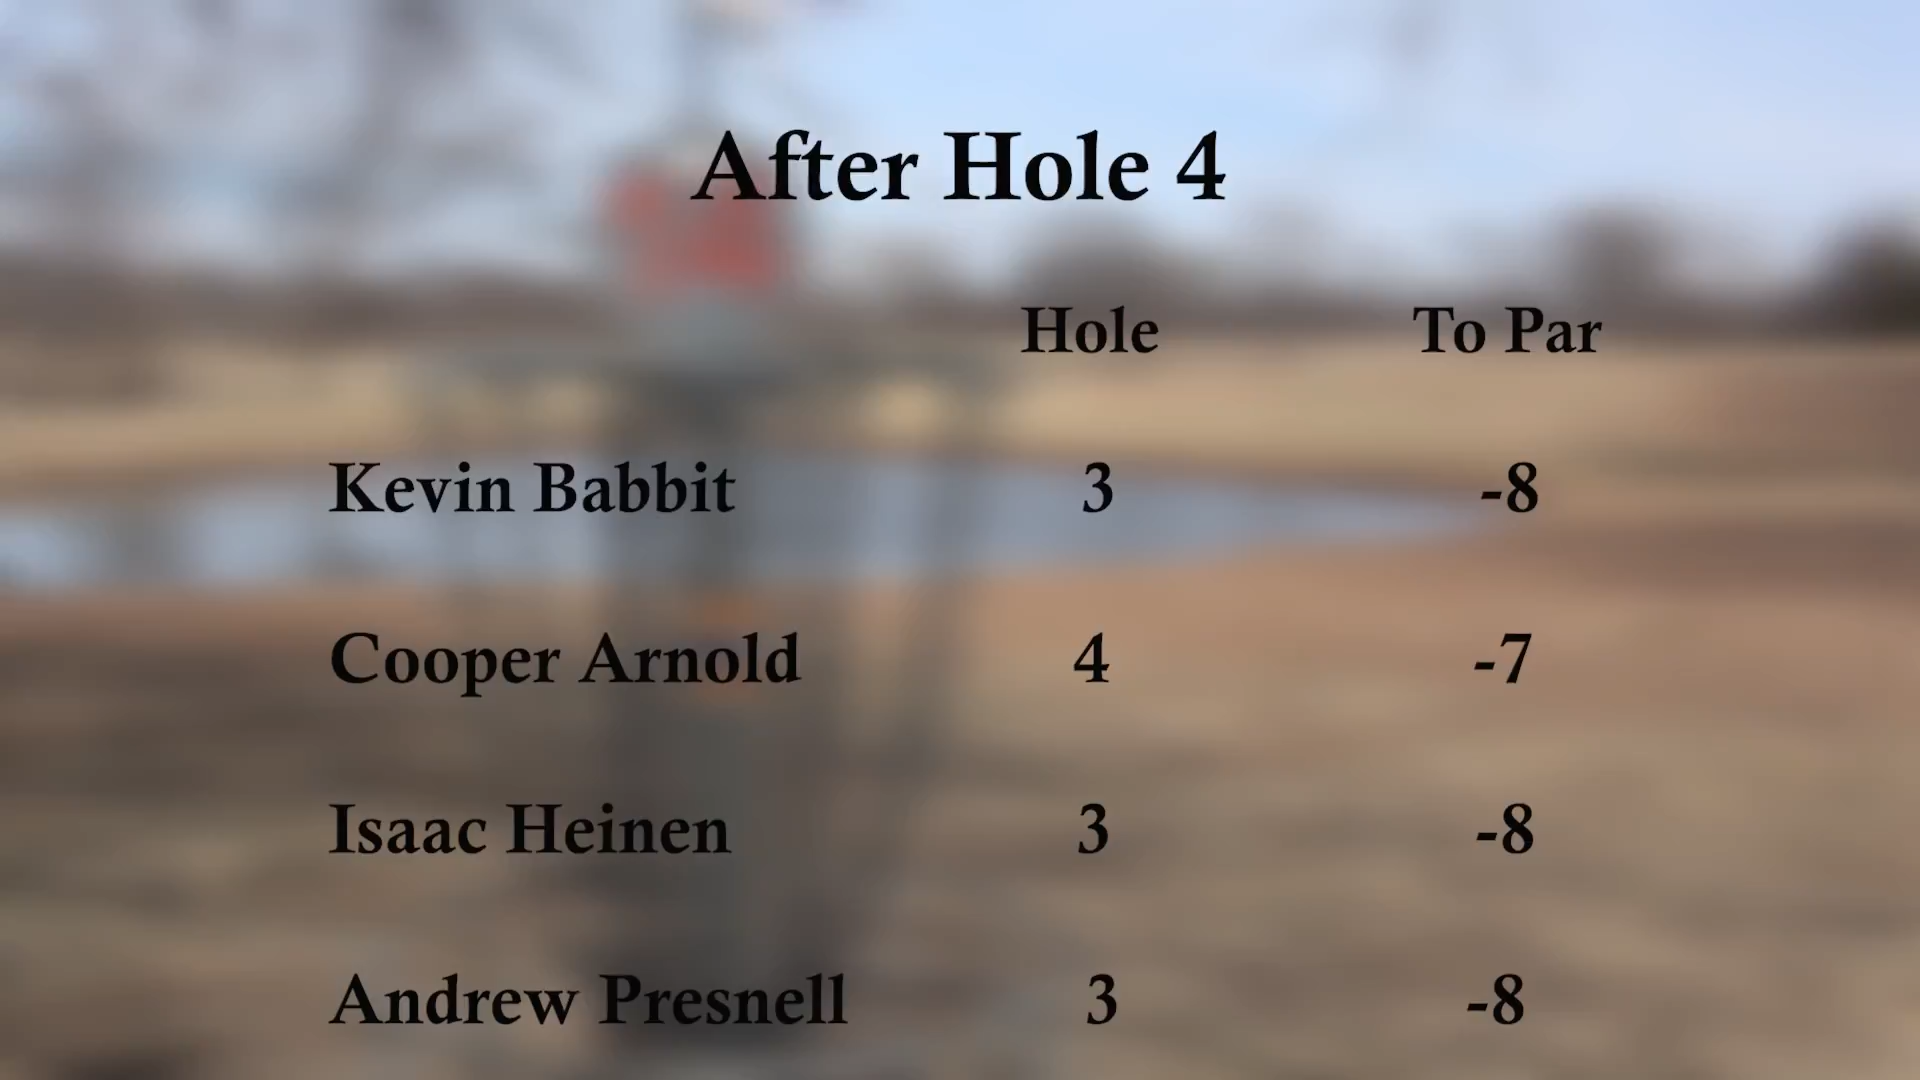 After Hole 4
Hole To Par
Kevin Babbit 3 -8
Cooper Arnold 4 -7
Isaac Heinen 3 -8
Andrew Presnell 3 -8